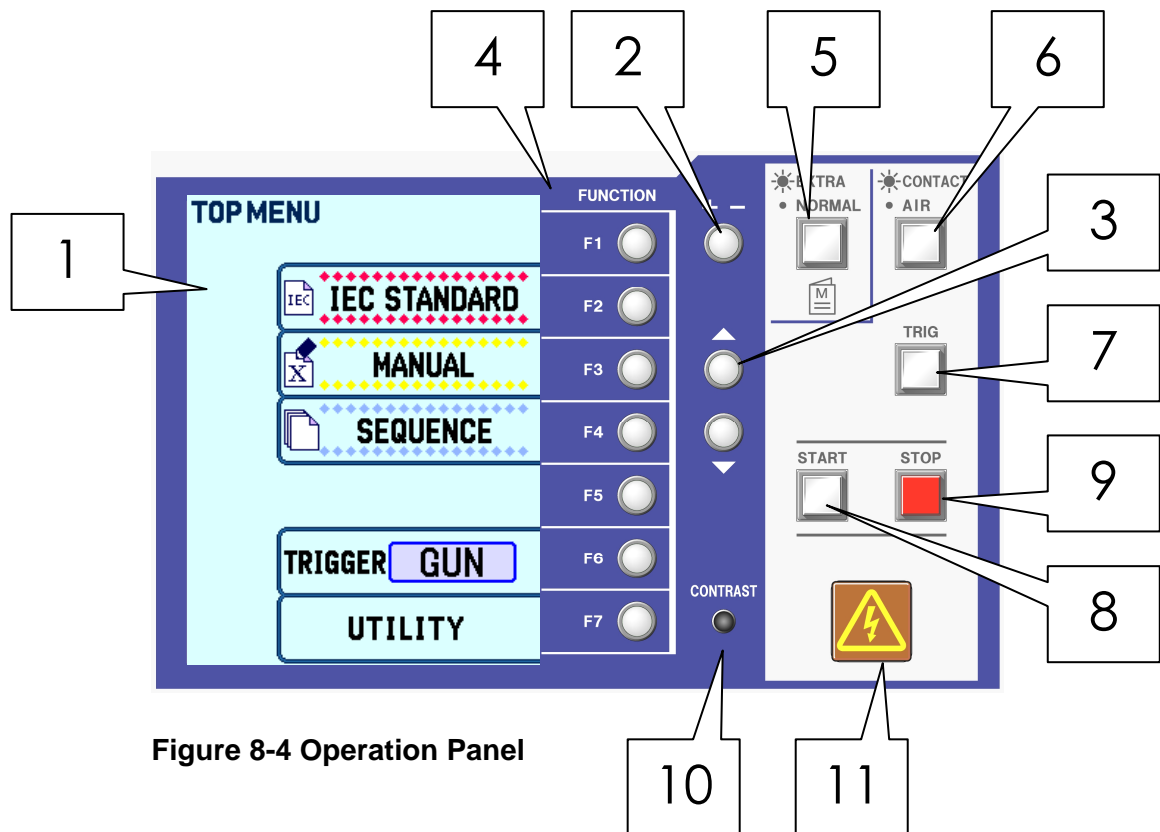 4
2
5
6
1
3
7
9
8
10
11
TOP MENU
IEC
IEC STANDARD
X
MANUAL
SEQUENCE
TRIGGER GUN
UTILITY
FUNCTION
F1
F2
F3
F4
F5
F6
F7
+ −
CONTRAST
EXTRA
• NORMAL
M
CONTACT
• AIR
TRIG
START
STOP
Figure 8-4 Operation Panel